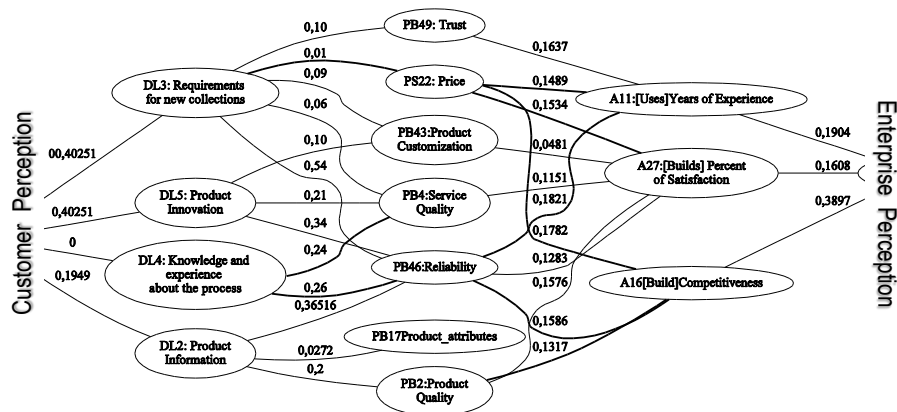 Customer Perception
00,40251
0,40251
0
0,1949
DL3: Requirements
for new collections
DL5: Product
Innovation
DL4: Knowledge and
experience
about the process
DL2: Product
Information
0,10
0,01
0,09
0,06
0,10
0,54
0,21
0,34
0,24
0,26
0,36516
0,0272
0,2
PB49: Trust
PS22: Price
PB43:Product
Customization
PB4:Service
Quality
PB46:Reliability
PB17Product_attributes
PB2:Product
Quality
0,1637
0,1489
0,1534
0,0481
0,1151
0,1821
0,1782
0,1283
0,1576
0,1586
0,1317
A11:[Uses]Years of Experience
A27:[Builds] Percent
of Satisfaction
A16[Build]Competitiveness
0,1904
0,1608
0,3897
Enterprise Perception